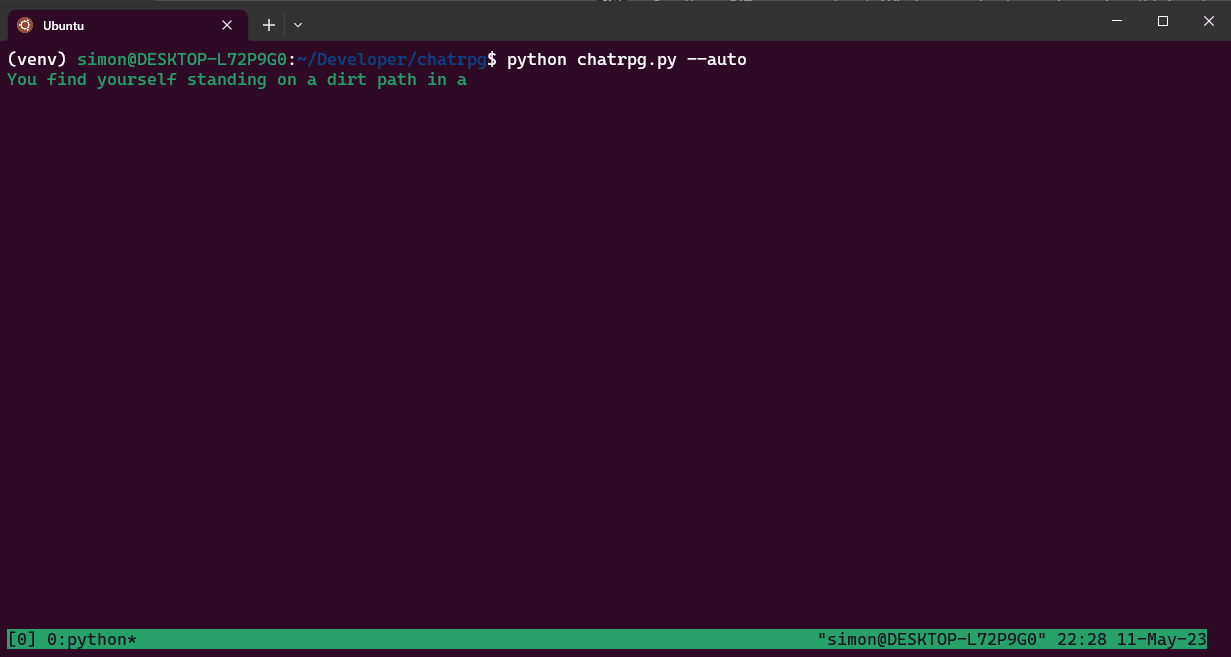 Ubuntu
(venv) simon@DESKTOP-L72P9G0:~/Developer/chatrpg$ python chatrpg.py --auto
You find yourself standing on a dirt path in a
[0] 0:python* "simon@DESKTOP-L72P9G0" 22:28 11-May-23